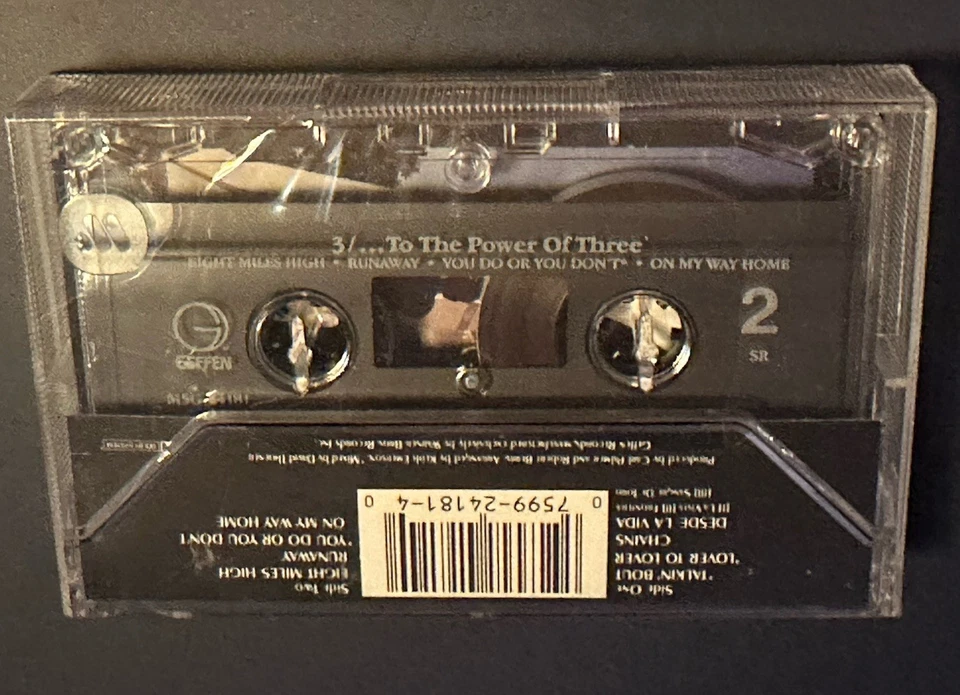 3/...To The Power Of Three
EIGHT MILES HIGH • RUNAWAY • YOU DO OR YOU DON'T* • ON MY WAY HOME
2
SR
GEFFEN
Produced by Carl Palmer and Robert Berry. Arranged by Keith Emerson. *Mixed by David Thoener
Geffen Records, manufactured exclusively by Warner Bros. Records Inc.
Side One
*TALKIN' BOUT
*LOVER TO LOVER
CHAINS
DESDE LA VIDA
0 7599-24181-4 0
Side Two
EIGHT MILES HIGH
RUNAWAY
*YOU DO OR YOU DON'T
ON MY WAY HOME